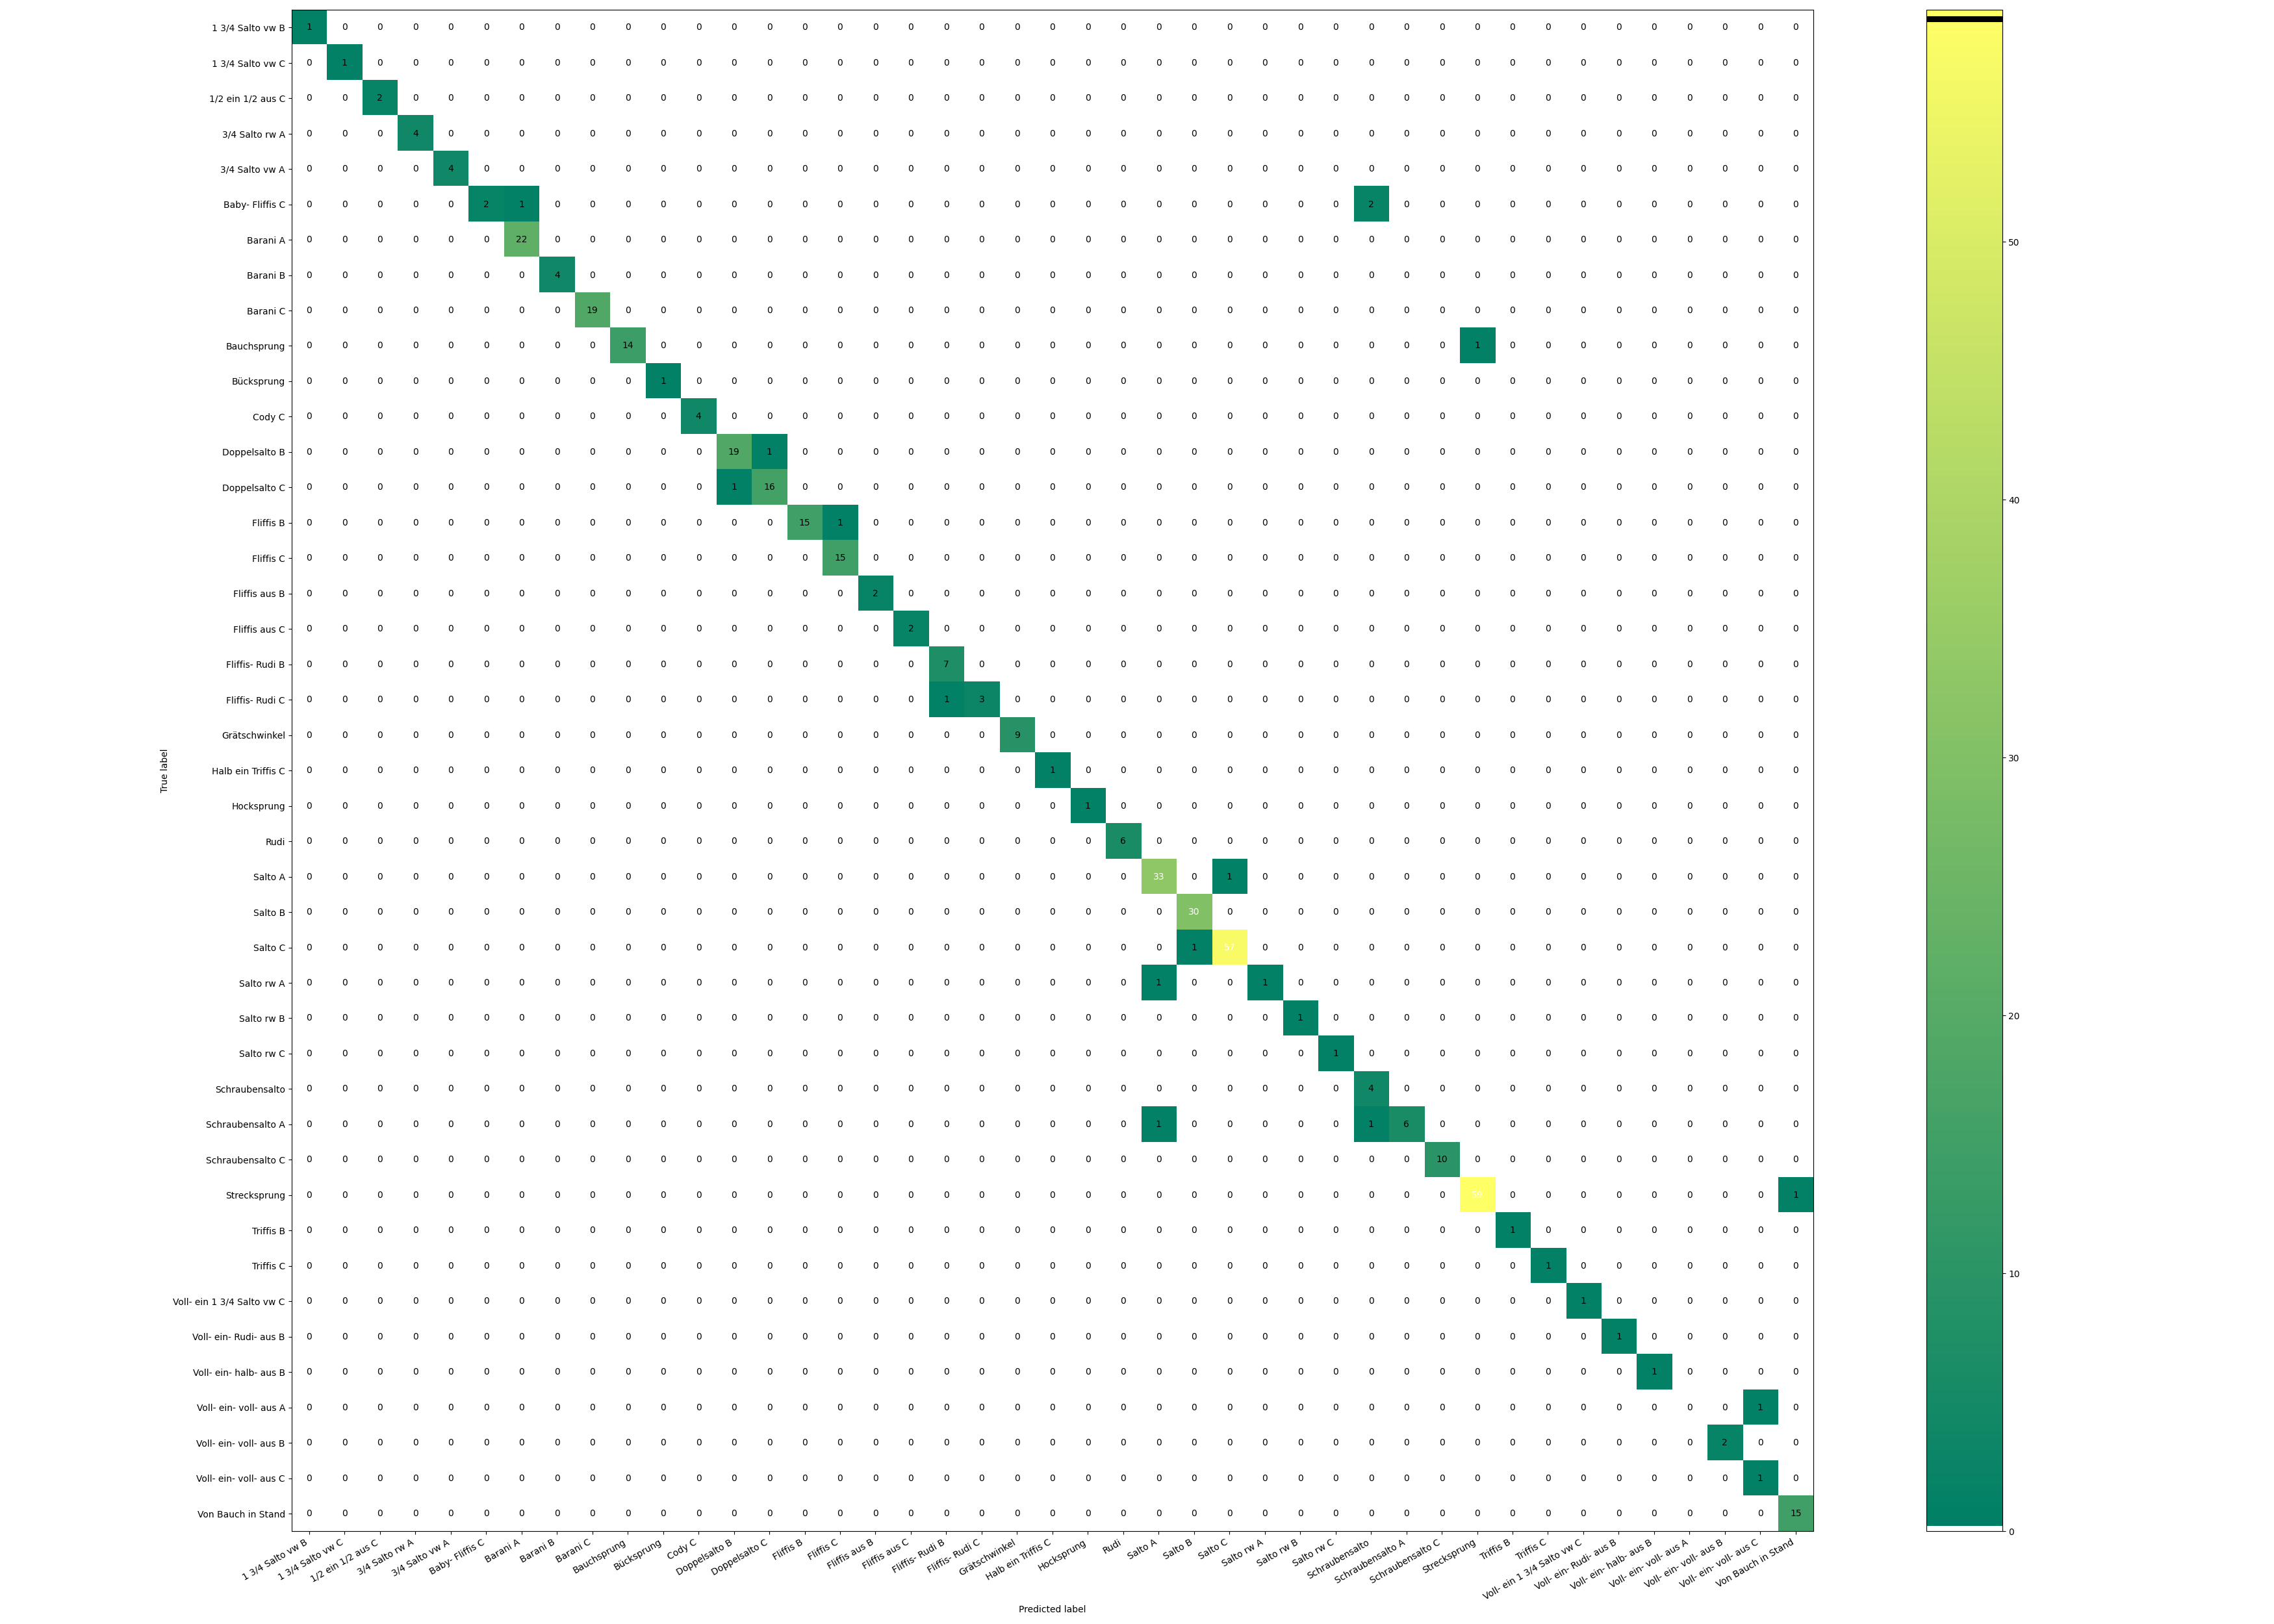 1 3/4 Salto vw B 1 0 0 0 0 0 0 0 0 0 0 0 0 0 0 0 0 0 0 0 0 0 0 0 0 0 0 0 0 0 0 0 0 0 0 0 0 0 0 0 0 0 0
1 3/4 Salto vw C 0 1 0 0 0 0 0 0 0 0 0 0 0 0 0 0 0 0 0 0 0 0 0 0 0 0 0 0 0 0 0 0 0 0 0 0 0 0 0 0 0 0 0
1/2 ein 1/2 aus C 0 0 2 0 0 0 0 0 0 0 0 0 0 0 0 0 0 0 0 0 0 0 0 0 0 0 0 0 0 0 0 0 0 0 0 0 0 0 0 0 0 0 0
3/4 Salto rw A 0 0 0 4 0 0 0 0 0 0 0 0 0 0 0 0 0 0 0 0 0 0 0 0 0 0 0 0 0 0 0 0 0 0 0 0 0 0 0 0 0 0 0
3/4 Salto vw A 0 0 0 0 4 0 0 0 0 0 0 0 0 0 0 0 0 0 0 0 0 0 0 0 0 0 0 0 0 0 0 0 0 0 0 0 0 0 0 0 0 0 0
Baby- Fliffis C 0 0 0 0 0 2 1 0 0 0 0 0 0 0 0 0 0 0 0 0 0 0 0 0 0 0 0 0 0 0 2 0 0 0 0 0 0 0 0 0 0 0 0
Barani A 0 0 0 0 0 0 22 0 0 0 0 0 0 0 0 0 0 0 0 0 0 0 0 0 0 0 0 0 0 0 0 0 0 0 0 0 0 0 0 0 0 0 0
Barani B 0 0 0 0 0 0 0 4 0 0 0 0 0 0 0 0 0 0 0 0 0 0 0 0 0 0 0 0 0 0 0 0 0 0 0 0 0 0 0 0 0 0 0
Barani C 0 0 0 0 0 0 0 0 19 0 0 0 0 0 0 0 0 0 0 0 0 0 0 0 0 0 0 0 0 0 0 0 0 0 0 0 0 0 0 0 0 0 0
Bauchsprung 0 0 0 0 0 0 0 0 0 14 0 0 0 0 0 0 0 0 0 0 0 0 0 0 0 0 0 0 0 0 0 0 0 1 0 0 0 0 0 0 0 0 0
Bücksprung 0 0 0 0 0 0 0 0 0 0 1 0 0 0 0 0 0 0 0 0 0 0 0 0 0 0 0 0 0 0 0 0 0 0 0 0 0 0 0 0 0 0 0
Cody C 0 0 0 0 0 0 0 0 0 0 0 4 0 0 0 0 0 0 0 0 0 0 0 0 0 0 0 0 0 0 0 0 0 0 0 0 0 0 0 0 0 0 0
Doppelsalto B 0 0 0 0 0 0 0 0 0 0 0 0 19 1 0 0 0 0 0 0 0 0 0 0 0 0 0 0 0 0 0 0 0 0 0 0 0 0 0 0 0 0 0
Doppelsalto C 0 0 0 0 0 0 0 0 0 0 0 0 1 16 0 0 0 0 0 0 0 0 0 0 0 0 0 0 0 0 0 0 0 0 0 0 0 0 0 0 0 0 0
Fliffis B 0 0 0 0 0 0 0 0 0 0 0 0 0 0 15 1 0 0 0 0 0 0 0 0 0 0 0 0 0 0 0 0 0 0 0 0 0 0 0 0 0 0 0
Fliffis C 0 0 0 0 0 0 0 0 0 0 0 0 0 0 0 15 0 0 0 0 0 0 0 0 0 0 0 0 0 0 0 0 0 0 0 0 0 0 0 0 0 0 0
Fliffis aus B 0 0 0 0 0 0 0 0 0 0 0 0 0 0 0 0 2 0 0 0 0 0 0 0 0 0 0 0 0 0 0 0 0 0 0 0 0 0 0 0 0 0 0
Fliffis aus C 0 0 0 0 0 0 0 0 0 0 0 0 0 0 0 0 0 2 0 0 0 0 0 0 0 0 0 0 0 0 0 0 0 0 0 0 0 0 0 0 0 0 0
Fliffis- Rudi B 0 0 0 0 0 0 0 0 0 0 0 0 0 0 0 0 0 0 7 0 0 0 0 0 0 0 0 0 0 0 0 0 0 0 0 0 0 0 0 0 0 0 0
Fliffis- Rudi C 0 0 0 0 0 0 0 0 0 0 0 0 0 0 0 0 0 0 1 3 0 0 0 0 0 0 0 0 0 0 0 0 0 0 0 0 0 0 0 0 0 0 0
Grätschwinkel 0 0 0 0 0 0 0 0 0 0 0 0 0 0 0 0 0 0 0 0 9 0 0 0 0 0 0 0 0 0 0 0 0 0 0 0 0 0 0 0 0 0 0
Halb ein Triffis C 0 0 0 0 0 0 0 0 0 0 0 0 0 0 0 0 0 0 0 0 0 1 0 0 0 0 0 0 0 0 0 0 0 0 0 0 0 0 0 0 0 0 0
Hocksprung 0 0 0 0 0 0 0 0 0 0 0 0 0 0 0 0 0 0 0 0 0 0 1 0 0 0 0 0 0 0 0 0 0 0 0 0 0 0 0 0 0 0 0
Rudi 0 0 0 0 0 0 0 0 0 0 0 0 0 0 0 0 0 0 0 0 0 0 0 6 0 0 0 0 0 0 0 0 0 0 0 0 0 0 0 0 0 0 0
Salto A 0 0 0 0 0 0 0 0 0 0 0 0 0 0 0 0 0 0 0 0 0 0 0 0 33 0 1 0 0 0 0 0 0 0 0 0 0 0 0 0 0 0 0
Salto B 0 0 0 0 0 0 0 0 0 0 0 0 0 0 0 0 0 0 0 0 0 0 0 0 0 30 0 0 0 0 0 0 0 0 0 0 0 0 0 0 0 0 0
Salto C 0 0 0 0 0 0 0 0 0 0 0 0 0 0 0 0 0 0 0 0 0 0 0 0 0 1 57 0 0 0 0 0 0 0 0 0 0 0 0 0 0 0 0
Salto rw A 0 0 0 0 0 0 0 0 0 0 0 0 0 0 0 0 0 0 0 0 0 0 0 0 1 0 0 1 0 0 0 0 0 0 0 0 0 0 0 0 0 0 0
Salto rw B 0 0 0 0 0 0 0 0 0 0 0 0 0 0 0 0 0 0 0 0 0 0 0 0 0 0 0 0 1 0 0 0 0 0 0 0 0 0 0 0 0 0 0
Salto rw C 0 0 0 0 0 0 0 0 0 0 0 0 0 0 0 0 0 0 0 0 0 0 0 0 0 0 0 0 0 1 0 0 0 0 0 0 0 0 0 0 0 0 0
Schraubensalto 0 0 0 0 0 0 0 0 0 0 0 0 0 0 0 0 0 0 0 0 0 0 0 0 0 0 0 0 0 0 4 0 0 0 0 0 0 0 0 0 0 0 0
Schraubensalto A 0 0 0 0 0 0 0 0 0 0 0 0 0 0 0 0 0 0 0 0 0 0 0 0 1 0 0 0 0 0 1 6 0 0 0 0 0 0 0 0 0 0 0
Schraubensalto C 0 0 0 0 0 0 0 0 0 0 0 0 0 0 0 0 0 0 0 0 0 0 0 0 0 0 0 0 0 0 0 0 10 0 0 0 0 0 0 0 0 0 0
Strecksprung 0 0 0 0 0 0 0 0 0 0 0 0 0 0 0 0 0 0 0 0 0 0 0 0 0 0 0 0 0 0 0 0 0 59 0 0 0 0 0 0 0 0 1
Triffis B 0 0 0 0 0 0 0 0 0 0 0 0 0 0 0 0 0 0 0 0 0 0 0 0 0 0 0 0 0 0 0 0 0 0 1 0 0 0 0 0 0 0 0
Triffis C 0 0 0 0 0 0 0 0 0 0 0 0 0 0 0 0 0 0 0 0 0 0 0 0 0 0 0 0 0 0 0 0 0 0 0 1 0 0 0 0 0 0 0
Voll- ein 1 3/4 Salto vw C 0 0 0 0 0 0 0 0 0 0 0 0 0 0 0 0 0 0 0 0 0 0 0 0 0 0 0 0 0 0 0 0 0 0 0 0 1 0 0 0 0 0 0
Voll- ein- Rudi- aus B 0 0 0 0 0 0 0 0 0 0 0 0 0 0 0 0 0 0 0 0 0 0 0 0 0 0 0 0 0 0 0 0 0 0 0 0 0 1 0 0 0 0 0
Voll- ein- halb- aus B 0 0 0 0 0 0 0 0 0 0 0 0 0 0 0 0 0 0 0 0 0 0 0 0 0 0 0 0 0 0 0 0 0 0 0 0 0 0 1 0 0 0 0
Voll- ein- voll- aus A 0 0 0 0 0 0 0 0 0 0 0 0 0 0 0 0 0 0 0 0 0 0 0 0 0 0 0 0 0 0 0 0 0 0 0 0 0 0 0 0 0 1 0
Voll- ein- voll- aus B 0 0 0 0 0 0 0 0 0 0 0 0 0 0 0 0 0 0 0 0 0 0 0 0 0 0 0 0 0 0 0 0 0 0 0 0 0 0 0 0 2 0 0
Voll- ein- voll- aus C 0 0 0 0 0 0 0 0 0 0 0 0 0 0 0 0 0 0 0 0 0 0 0 0 0 0 0 0 0 0 0 0 0 0 0 0 0 0 0 0 0 1 0
Von Bauch in Stand 0 0 0 0 0 0 0 0 0 0 0 0 0 0 0 0 0 0 0 0 0 0 0 0 0 0 0 0 0 0 0 0 0 0 0 0 0 0 0 0 0 0 15
True label
1 3/4 Salto vw B
1 3/4 Salto vw C
1/2 ein 1/2 aus C
3/4 Salto rw A
3/4 Salto vw A
Baby- Fliffis C
Barani A
Barani B
Barani C
Bauchsprung
Bücksprung
Cody C
Doppelsalto B
Doppelsalto C
Fliffis B
Fliffis C
Fliffis aus B
Fliffis aus C
Fliffis- Rudi B
Fliffis- Rudi C
Grätschwinkel
Halb ein Triffis C
Hocksprung
Rudi
Salto A
Salto B
Salto C
Salto rw A
Salto rw B
Salto rw C
Schraubensalto
Schraubensalto A
Schraubensalto C
Strecksprung
Triffis B
Triffis C
Voll- ein 1 3/4 Salto vw C
Voll- ein- Rudi- aus B
Voll- ein- halb- aus B
Voll- ein- voll- aus A
Voll- ein- voll- aus B
Voll- ein- voll- aus C
Von Bauch in Stand
Predicted label
50
40
30
20
10
0